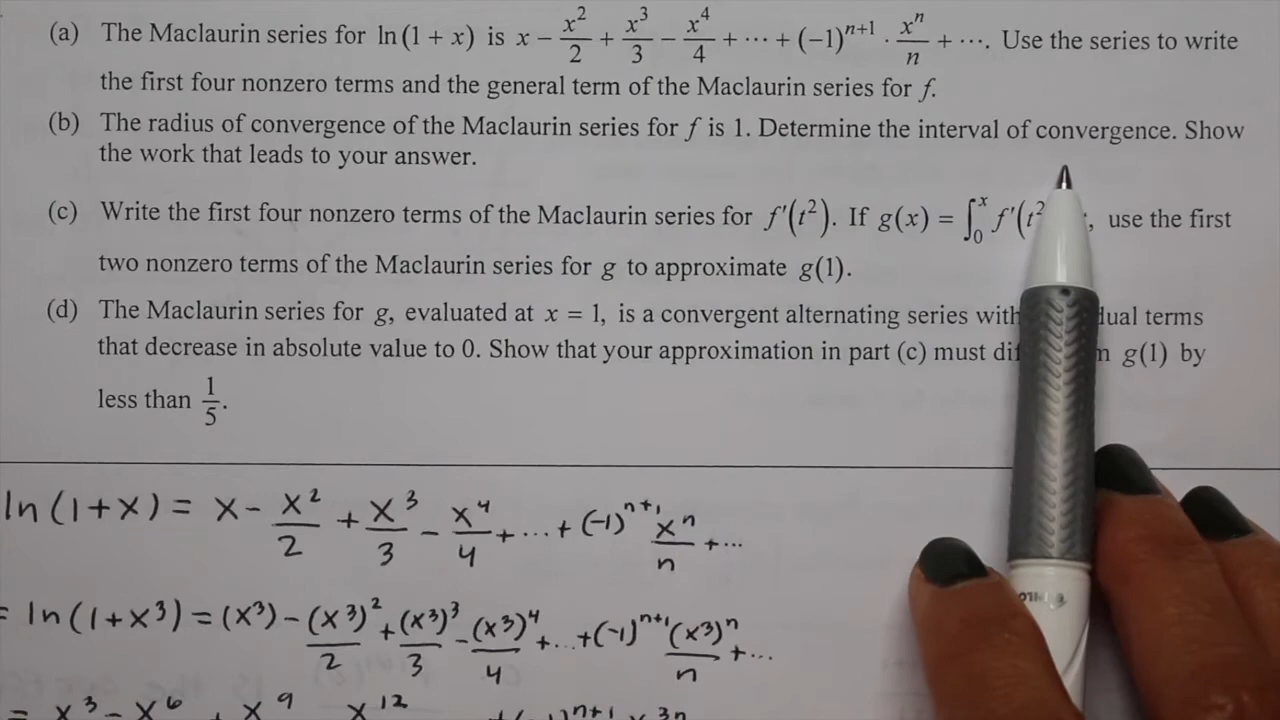 (a) The Maclaurin series for ln(1 + x) is x − x²/2 + x³/3 − x⁴/4 + ⋯ + (−1)ⁿ⁺¹ · xⁿ/n + ⋯. Use the series to write
the first four nonzero terms and the general term of the Maclaurin series for f.
(b) The radius of convergence of the Maclaurin series for f is 1. Determine the interval of convergence. Show
the work that leads to your answer.
(c) Write the first four nonzero terms of the Maclaurin series for f′(t²). If g(x) = ∫₀ˣ f′(t² , use the first
two nonzero terms of the Maclaurin series for g to approximate g(1).
(d) The Maclaurin series for g, evaluated at x = 1, is a convergent alternating series with terms
that decrease in absolute value to 0. Show that your approximation in part (c) must g(1) by
less than 1/5.
ln(1+x) = x − x²/2 + x³/3 − x⁴/4 + ... + (−1)ⁿ⁺¹ xⁿ/n + ...
= ln(1+x³) = (x³) − (x³)²/2 + (x³)³/3 − (x³)⁴/4 + ... + (−1)ⁿ⁺¹ (x³)ⁿ/n + ...
= x³ − x⁶ + x⁹ x¹² )ⁿ⁺¹ x³ⁿ